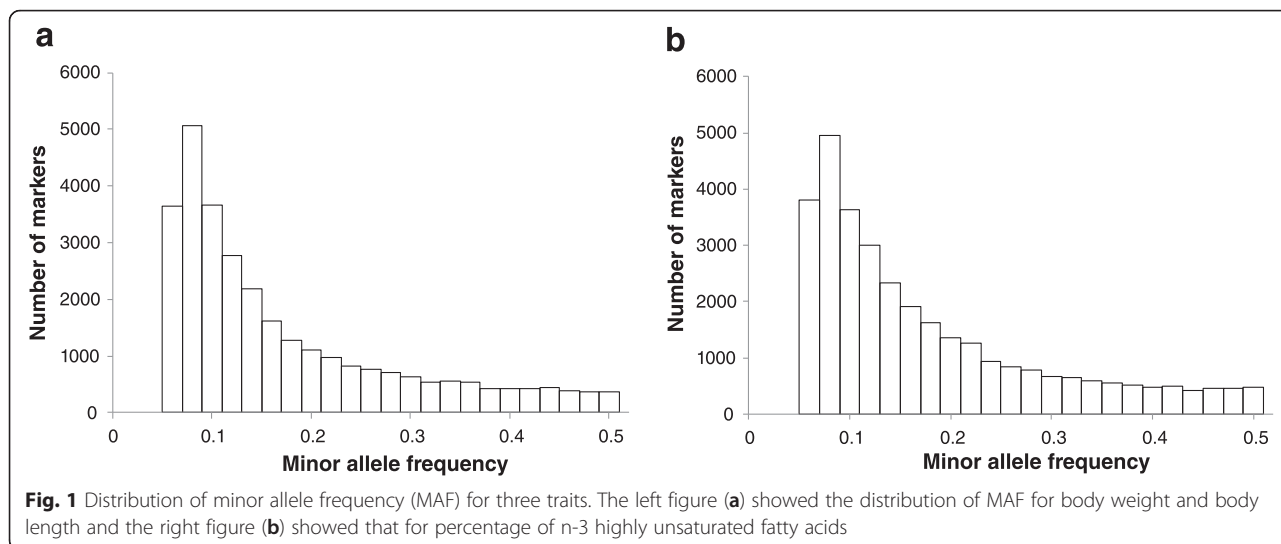 a
6000
5000
4000
3000
2000
1000
0
Number of markers
0 0.1 0.2 0.3 0.4 0.5
Minor allele frequency
b
6000
5000
4000
3000
2000
1000
0
Number of markers
0 0.1 0.2 0.3 0.4 0.5
Minor allele frequency
Fig. 1 Distribution of minor allele frequency (MAF) for three traits. The left figure (a) showed the distribution of MAF for body weight and body
length and the right figure (b) showed that for percentage of n-3 highly unsaturated fatty acids